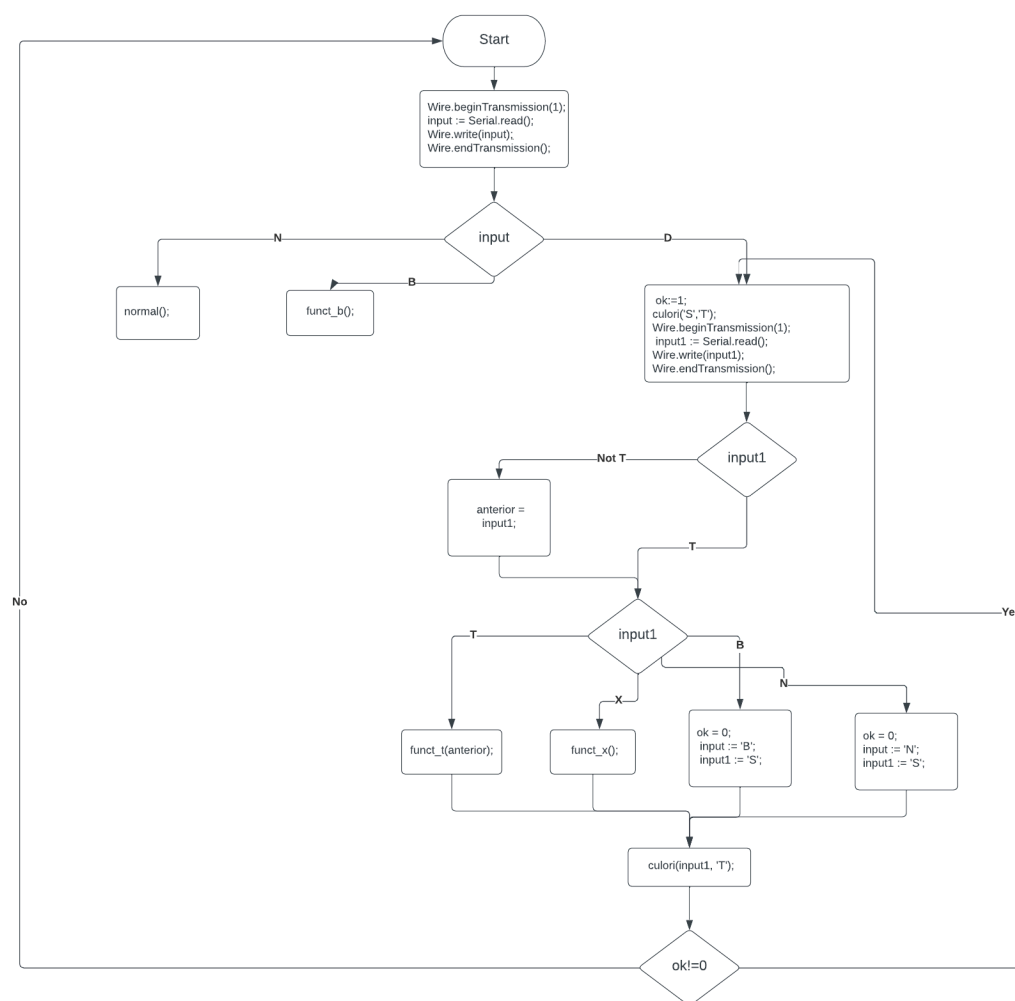 Start
Wire.beginTransmission(1);
input := Serial.read();
Wire.write(input);
Wire.endTransmission();
input
N
B
D
normal();
funct_b();
ok:=1;
culori('S','T');
Wire.beginTransmission(1);
input1 := Serial.read();
Wire.write(input1);
Wire.endTransmission();
input1
Not T
anterior =
input1;
T
No
Ye
input1
T
B
X
N
funct_t(anterior);
funct_x();
ok = 0;
input := 'B';
input1 := 'S';
ok = 0;
input := 'N';
input1 := 'S';
culori(input1, 'T');
ok!=0